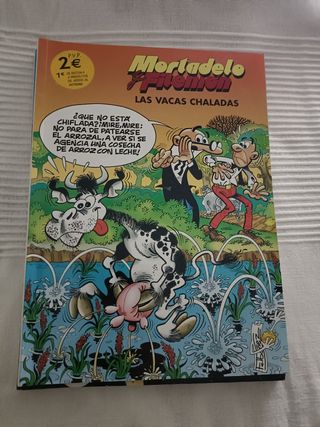 P.V.P.
2€
1€
Mortadelo
y Filemón
LAS VACAS CHALADAS
¿QUE NO ESTÁ
CHIFLADA? ¡MIRE, MIRE:
NO PARA DE PATEARSE
EL ARROZAL, A VER SI SE
AGENCIA UNA COSECHA
DE ARROZ CON LECHE!